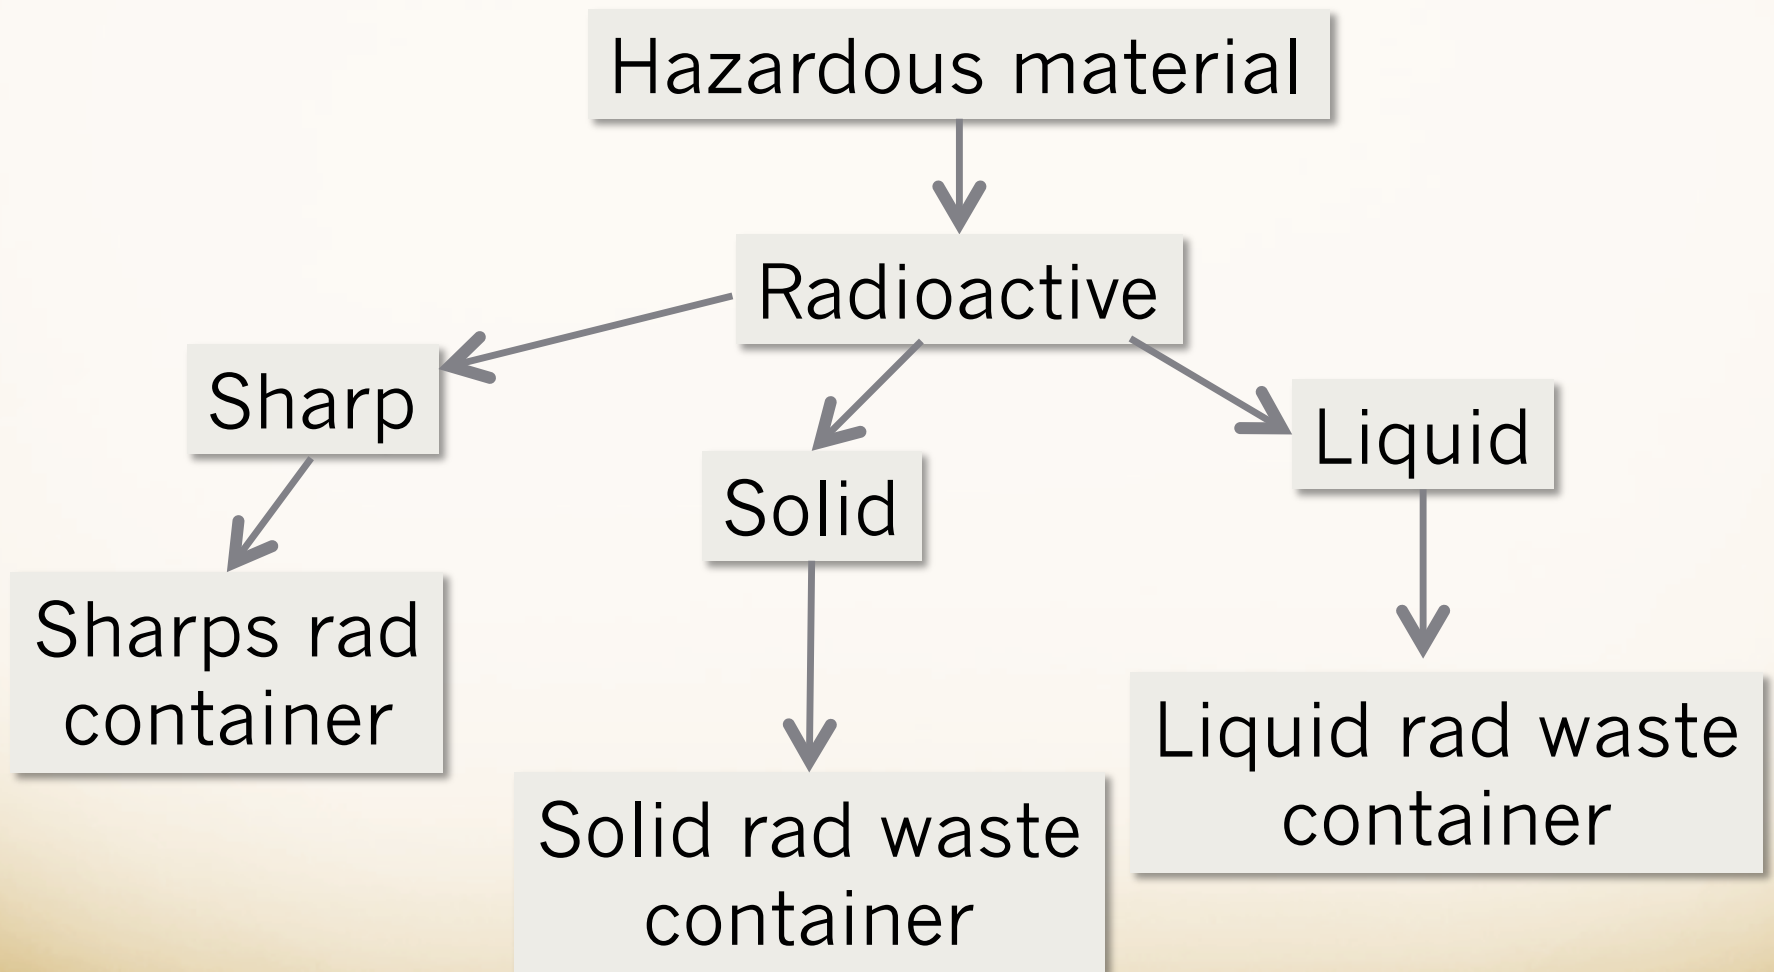 Hazardous material
Radioactive
Sharp
Solid
Liquid
Sharps rad
container
Solid rad waste
container
Liquid rad waste
container